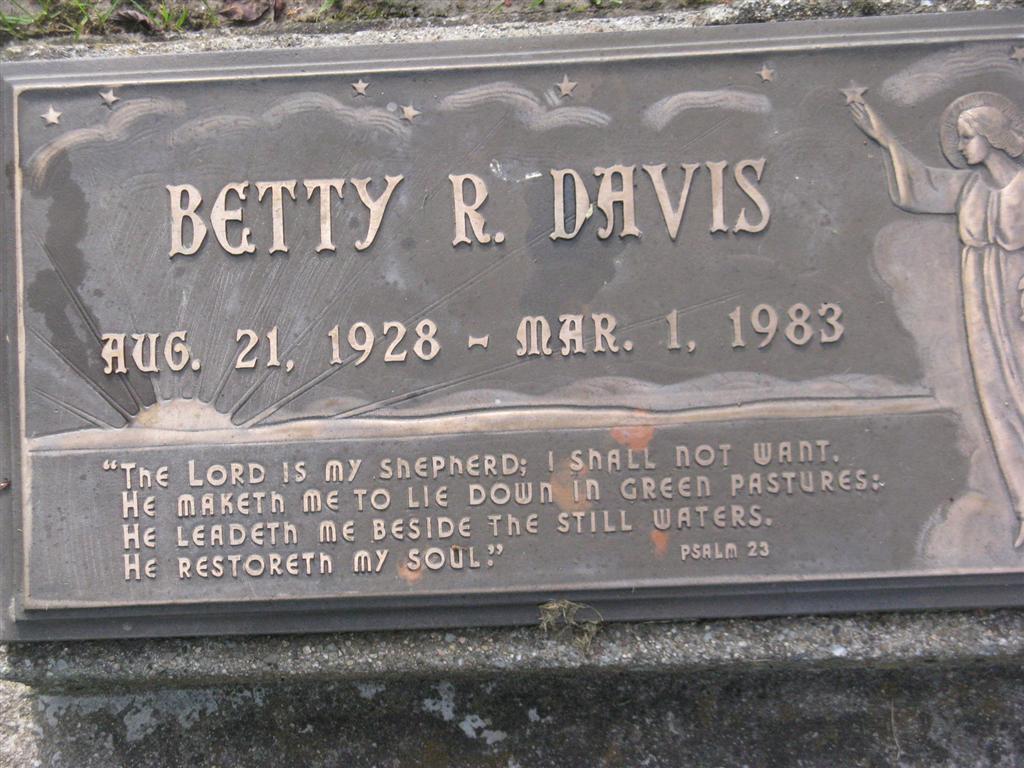 BETTY R. DAVIS
AUG. 21, 1928 - MAR. 1, 1983
“The Lord is my shepherd; I shall not want.
He maketh me to lie down in green pastures:
He leadeth me beside the still waters.
He restoreth my soul.”
Psalm 23